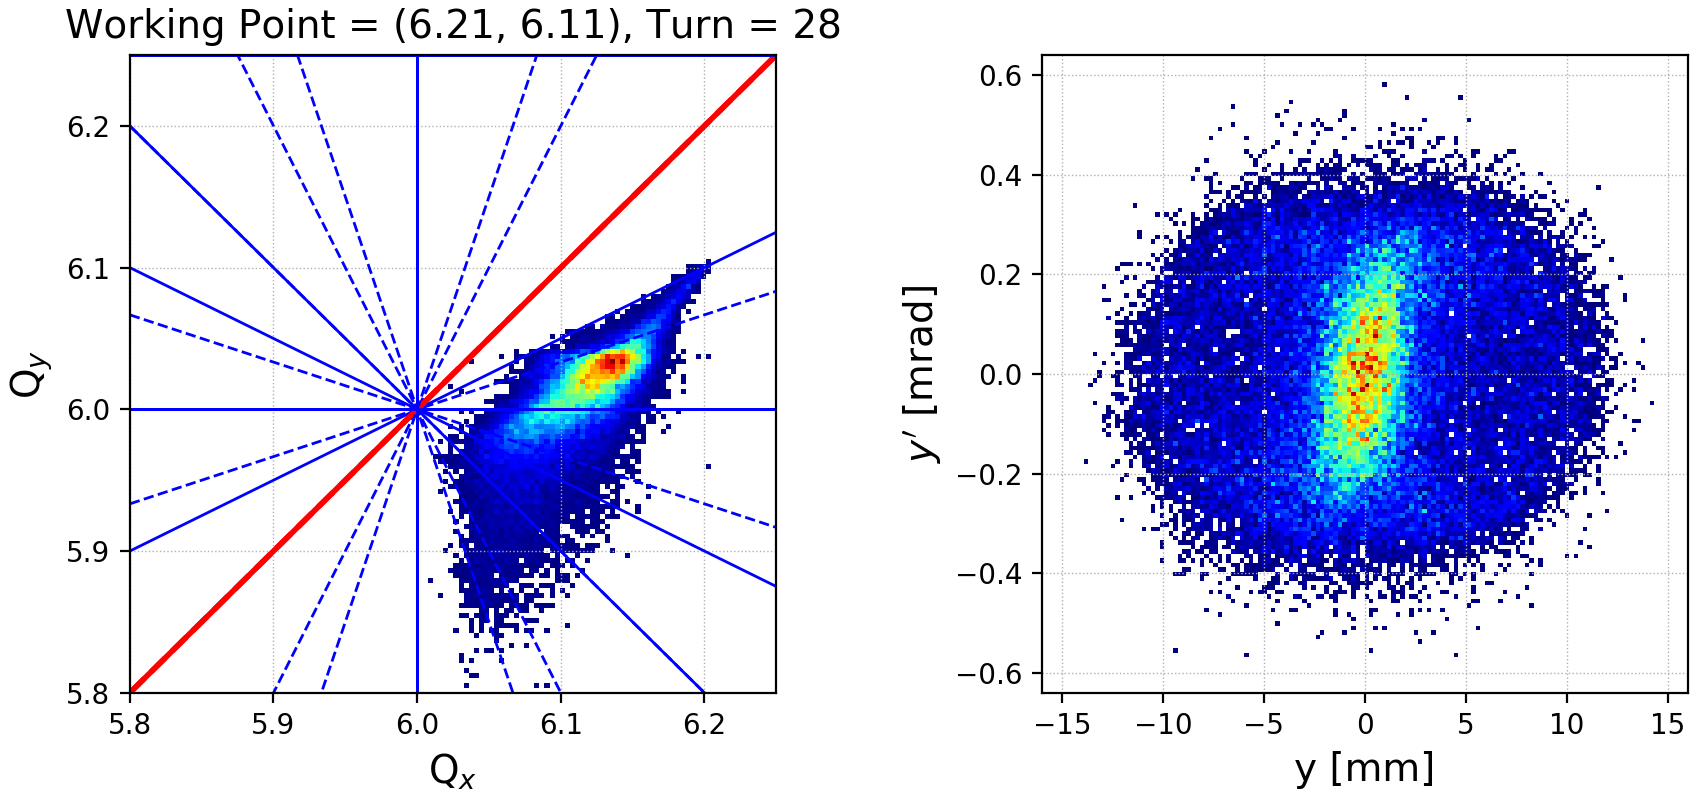 Working Point = (6.21, 6.11), Turn = 28
6.2
6.1
6.0
5.9
5.8
Q_y
5.8 5.9 6.0 6.1 6.2
Q_x
0.6
0.4
0.2
0.0
−0.2
−0.4
−0.6
y′ [mrad]
−15 −10 −5 0 5 10 15
y [mm]